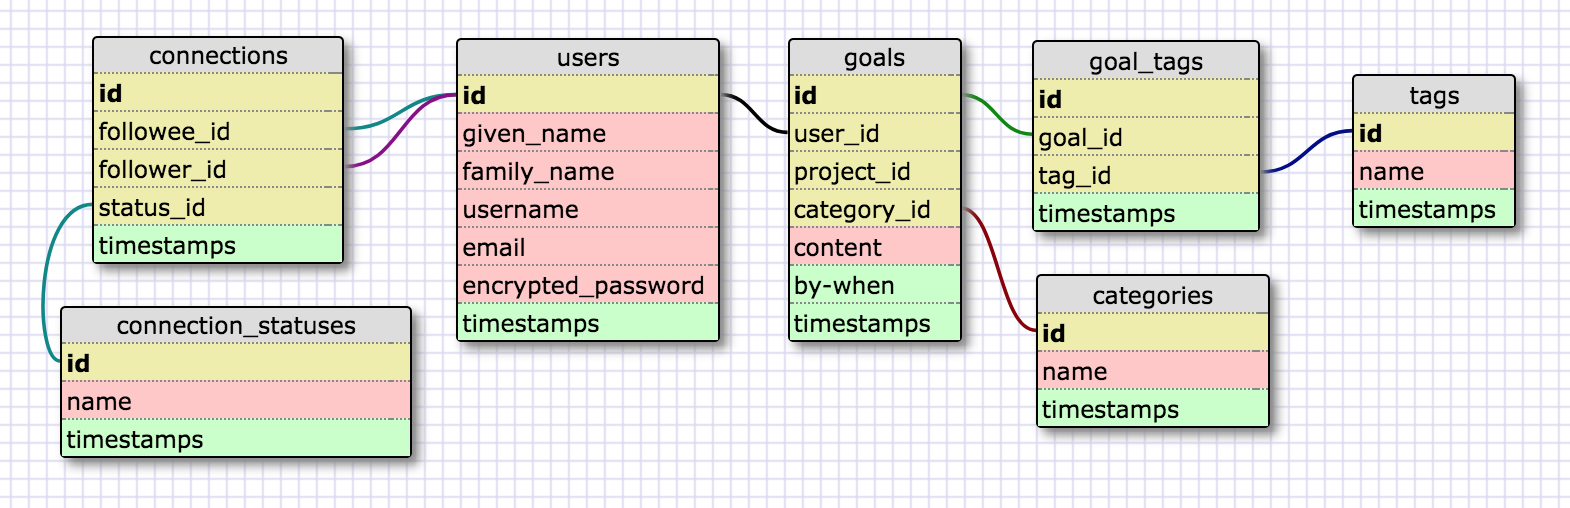 connections
id
followee_id
follower_id
status_id
timestamps
connection_statuses
id
name
timestamps
users
id
given_name
family_name
username
email
encrypted_password
timestamps
goals
id
user_id
project_id
category_id
content
by-when
timestamps
goal_tags
id
goal_id
tag_id
timestamps
categories
id
name
timestamps
tags
id
name
timestamps